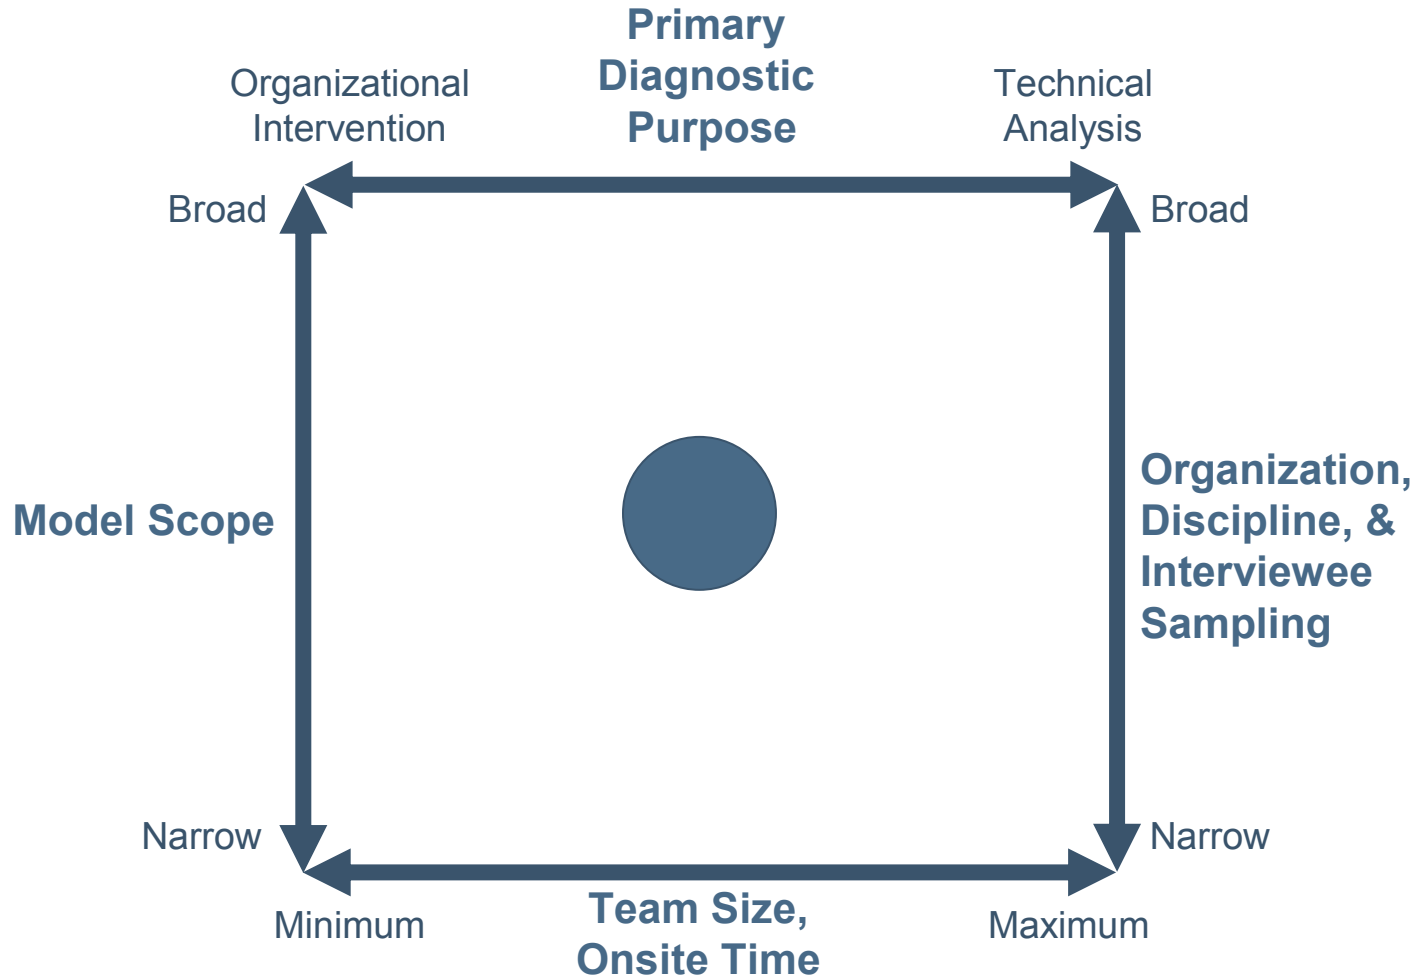 Primary
Diagnostic
Purpose
Organizational
Intervention
Technical
Analysis
Broad
Broad
Model Scope
Organization,
Discipline, &
Interviewee
Sampling
Narrow
Narrow
Minimum
Team Size,
Onsite Time
Maximum